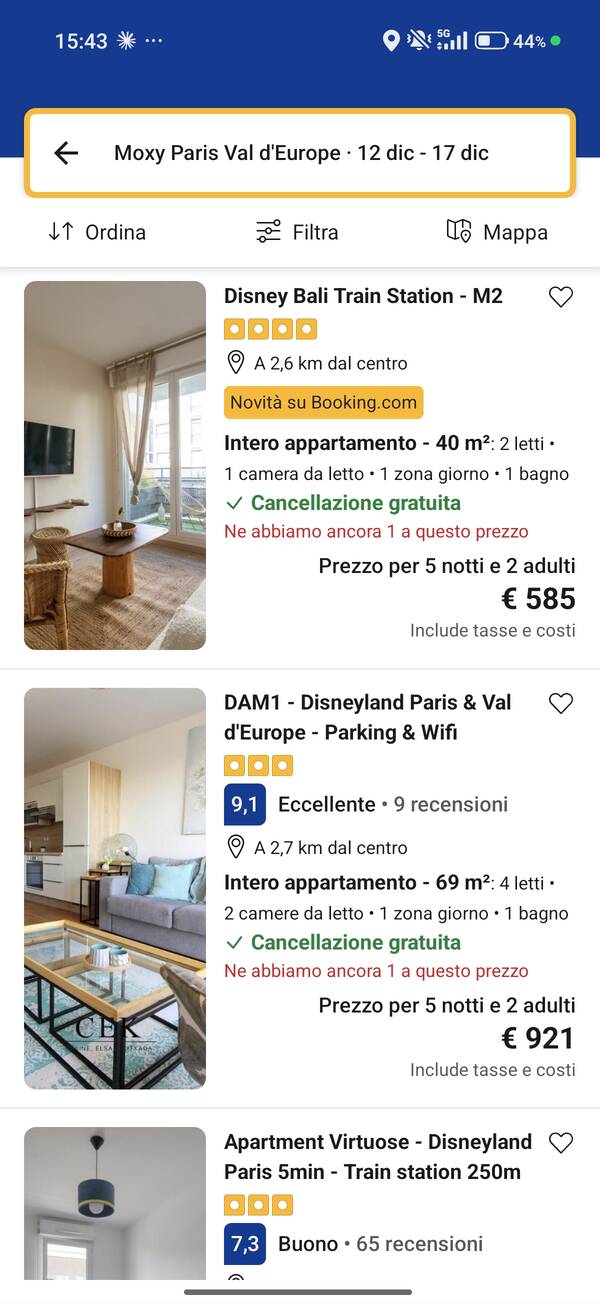 15:43
5G
44%
Moxy Paris Val d'Europe · 12 dic - 17 dic
Ordina
Filtra
Mappa
Disney Bali Train Station - M2
A 2,6 km dal centro
Novità su Booking.com
Intero appartamento - 40 m²: 2 letti •
1 camera da letto • 1 zona giorno • 1 bagno
Cancellazione gratuita
Ne abbiamo ancora 1 a questo prezzo
Prezzo per 5 notti e 2 adulti
€ 585
Include tasse e costi
DAM1 - Disneyland Paris & Val
d'Europe - Parking & Wifi
9,1 Eccellente • 9 recensioni
A 2,7 km dal centro
Intero appartamento - 69 m²: 4 letti •
2 camere da letto • 1 zona giorno • 1 bagno
Cancellazione gratuita
Ne abbiamo ancora 1 a questo prezzo
Prezzo per 5 notti e 2 adulti
€ 921
Include tasse e costi
Apartment Virtuose - Disneyland
Paris 5min - Train station 250m
7,3 Buono • 65 recensioni